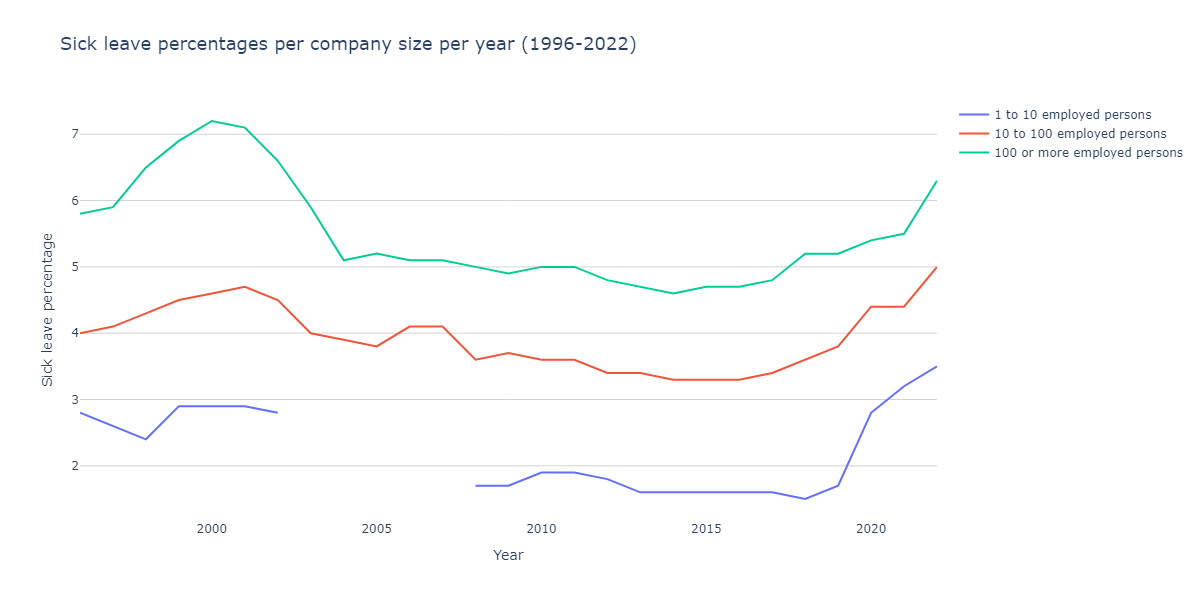 Sick leave percentages per company size per year (1996-2022)
1 to 10 employed persons
10 to 100 employed persons
100 or more employed persons
Sick leave percentage
7
6
5
4
3
2
2000 2005 2010 2015 2020
Year